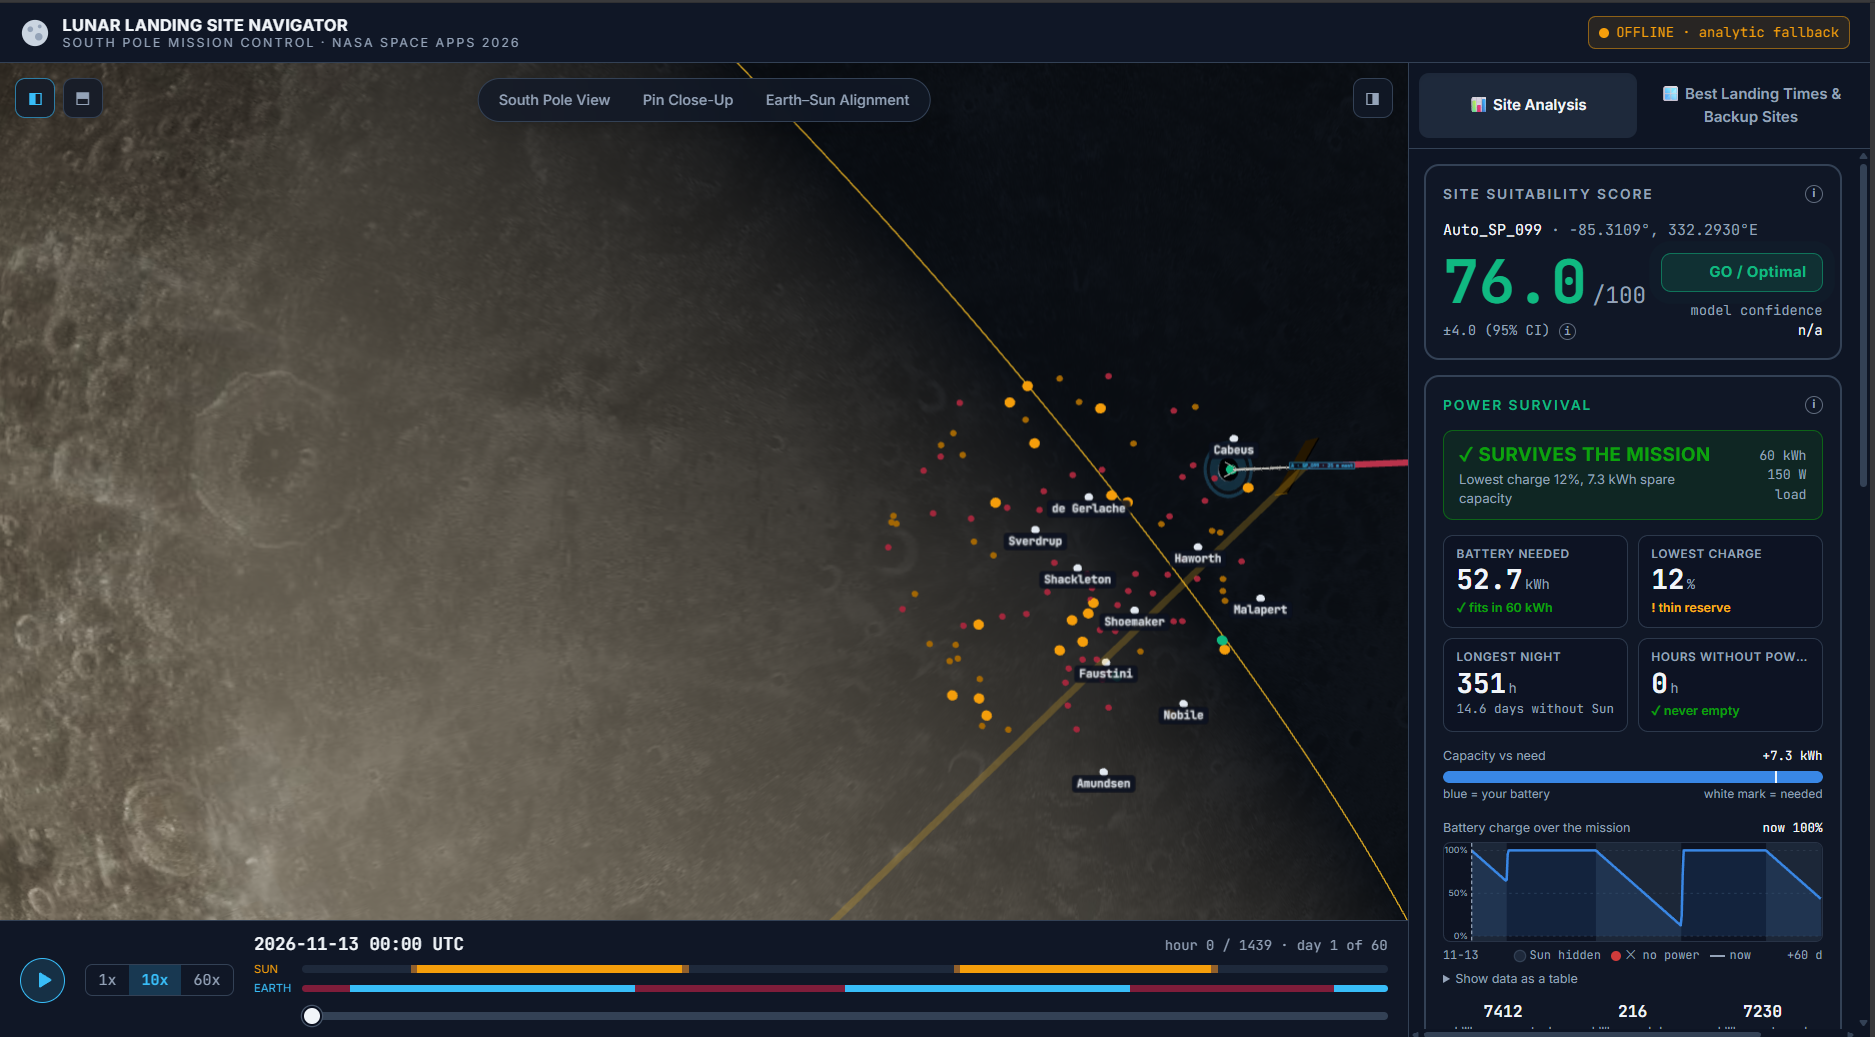 LUNAR LANDING SITE NAVIGATOR
SOUTH POLE MISSION CONTROL · NASA SPACE APPS 2026
OFFLINE · analytic fallback
South Pole View
Pin Close-Up
Earth–Sun Alignment
Site Analysis
Best Landing Times &
Backup Sites
Cabeus
de Gerlache
Sverdrup
Haworth
Shackleton
Malapert
Shoemaker
Faustini
Nobile
Amundsen
SITE SUITABILITY SCORE
Auto_SP_099 · -85.3109°, 332.2930°E
76.0/100
GO / Optimal
model confidence
±4.0 (95% CI)
n/a
POWER SURVIVAL
✓ SURVIVES THE MISSION
Lowest charge 12%, 7.3 kWh spare
capacity
60 kWh
150 W
load
BATTERY NEEDED
52.7 kWh
✓ fits in 60 kWh
LOWEST CHARGE
12%
! thin reserve
LONGEST NIGHT
351 h
14.6 days without Sun
HOURS WITHOUT POW...
0 h
✓ never empty
Capacity vs need
+7.3 kWh
blue = your battery
white mark = needed
Battery charge over the mission
now 100%
100%
50%
0%
11-13
Sun hidden
no power
now
+60 d
Show data as a table
7412
216
7230
1x
10x
60x
2026-11-13 00:00 UTC
hour 0 / 1439 · day 1 of 60
SUN
EARTH